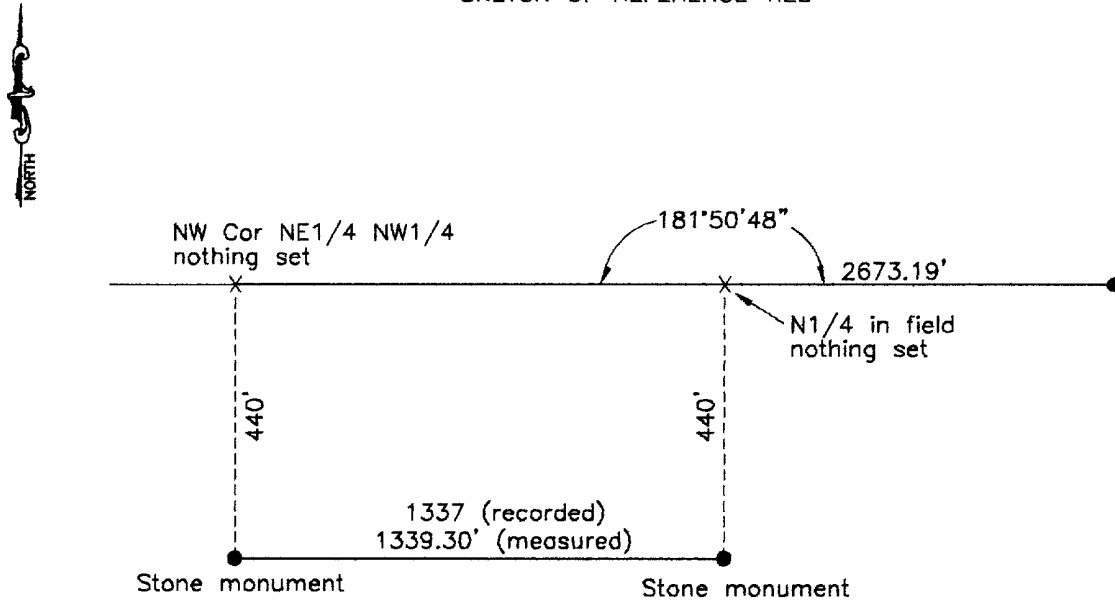 NORTH
NW Cor NE1/4 NW1/4
nothing set
181°50'48"
2673.19'
N1/4 in field
nothing set
440'
440'
1337 (recorded)
1339.30' (measured)
Stone monument
Stone monument